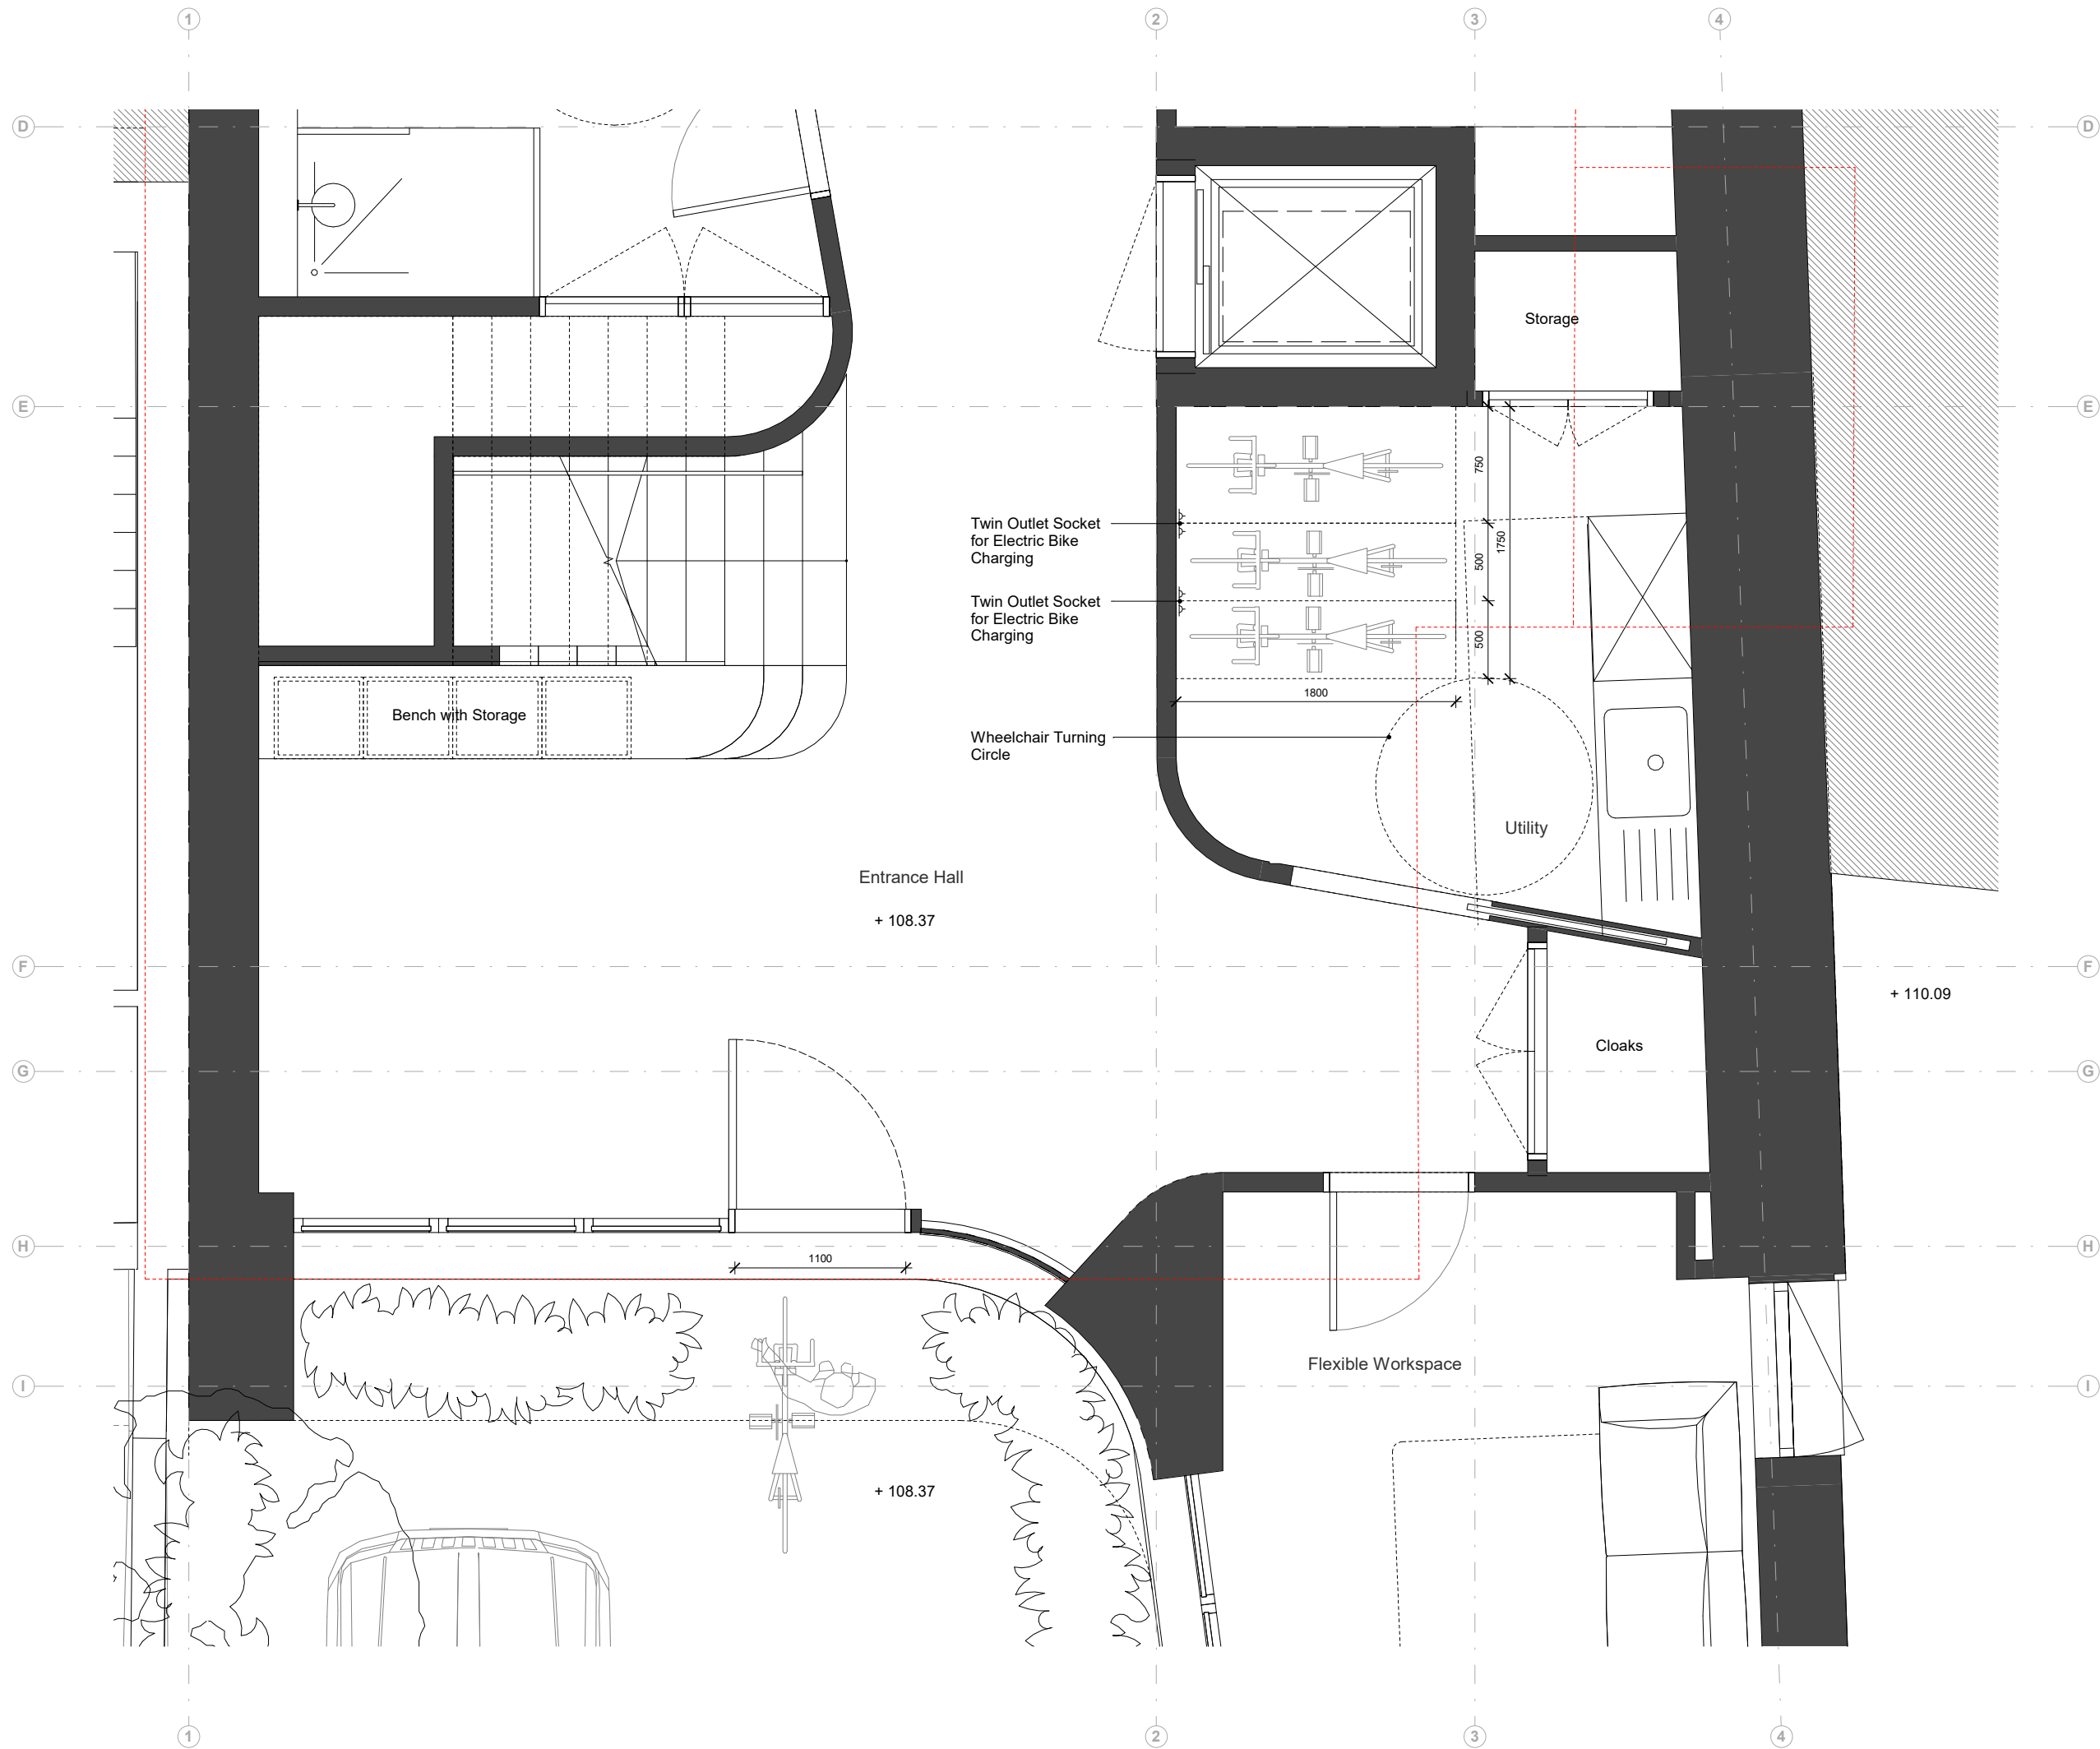 1 2 3 4
D D
Storage
E E
750
Twin Outlet Socket
for Electric Bike
Charging
1750
500
Twin Outlet Socket
for Electric Bike
Charging
500
1800
Bench with Storage
Wheelchair Turning
Circle
Utility
Entrance Hall
+ 108.37
F F
+ 110.09
Cloaks
G G
H H
1100
Flexible Workspace
I I
+ 108.37
1 2 3 4